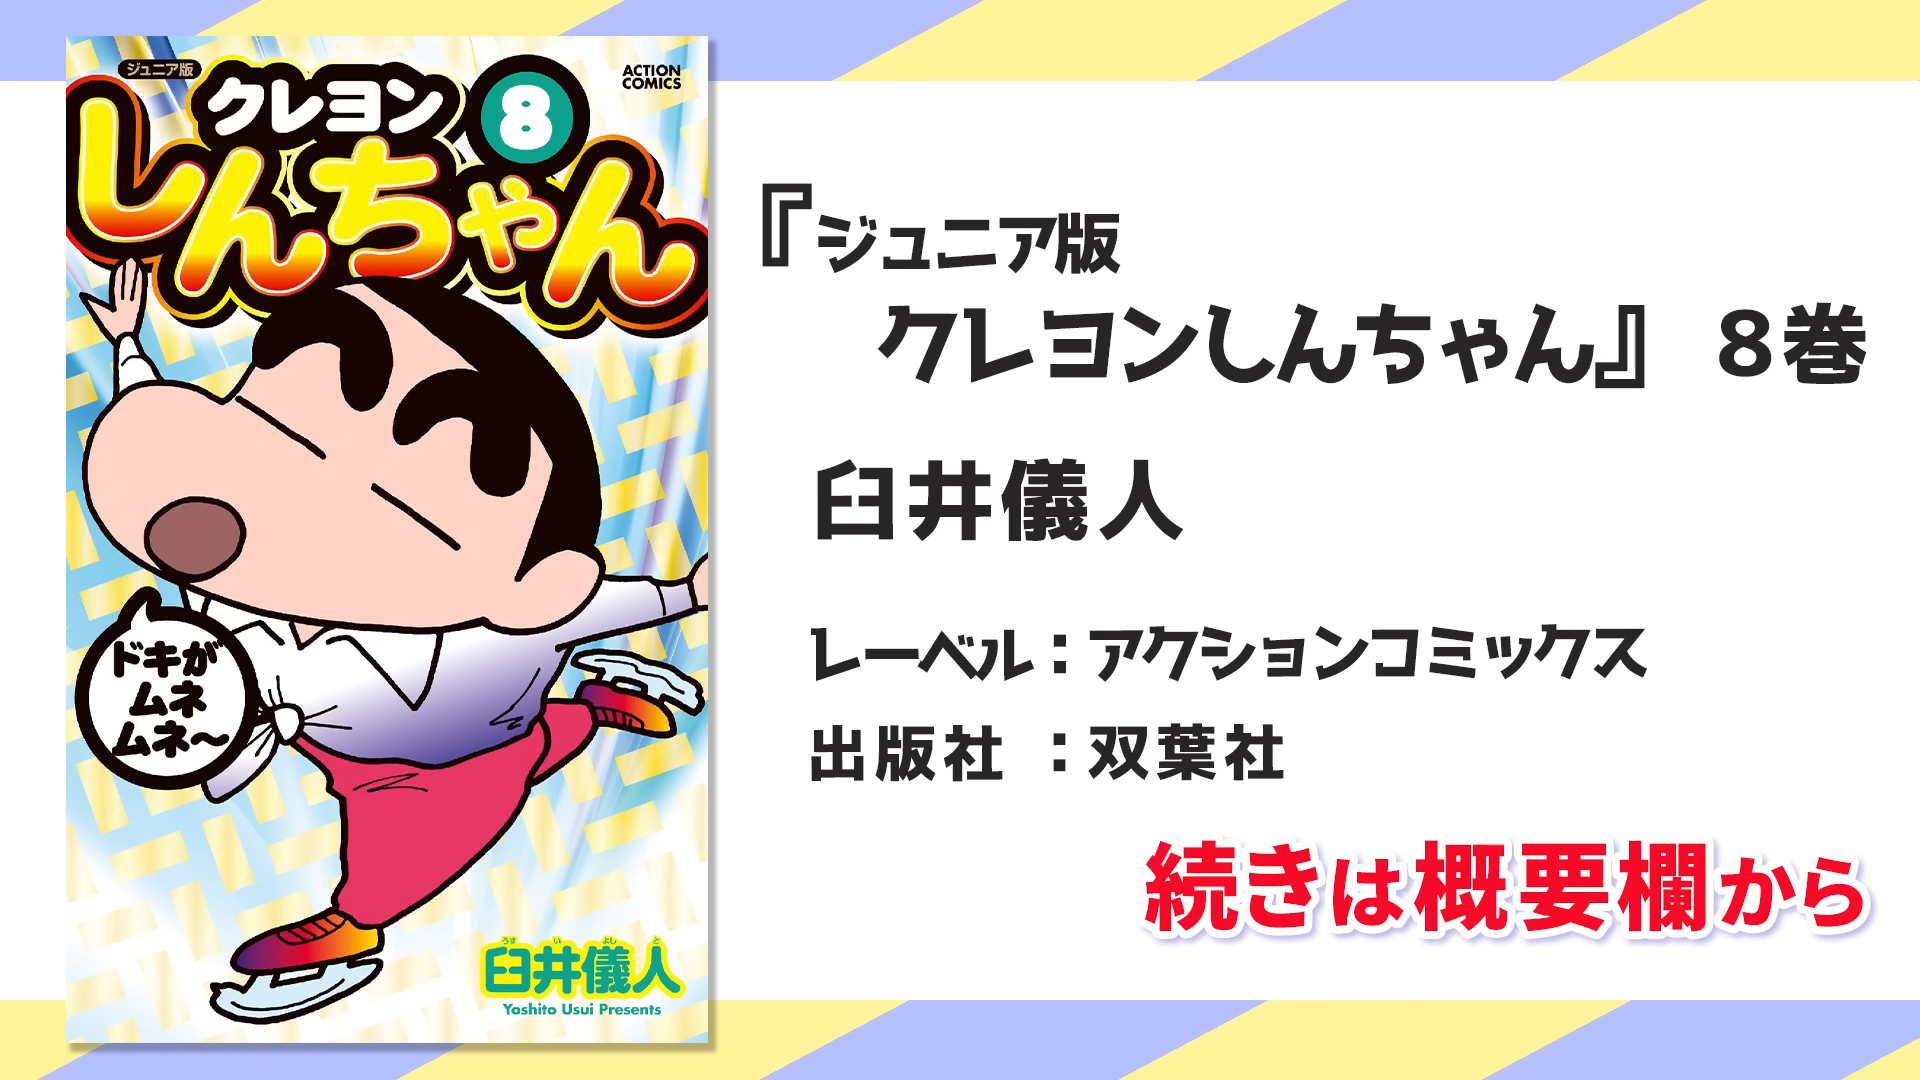 ジュニア版
クレヨン
しんちゃん
8
ACTION
COMICS
ドキが
ムネ
ムネ〜
うすいよしと
臼井儀人
Yoshito Usui Presents
『ジュニア版
クレヨンしんちゃん』 8巻
臼井儀人
レーベル：アクションコミックス
出版社 ：双葉社
続きは概要欄から